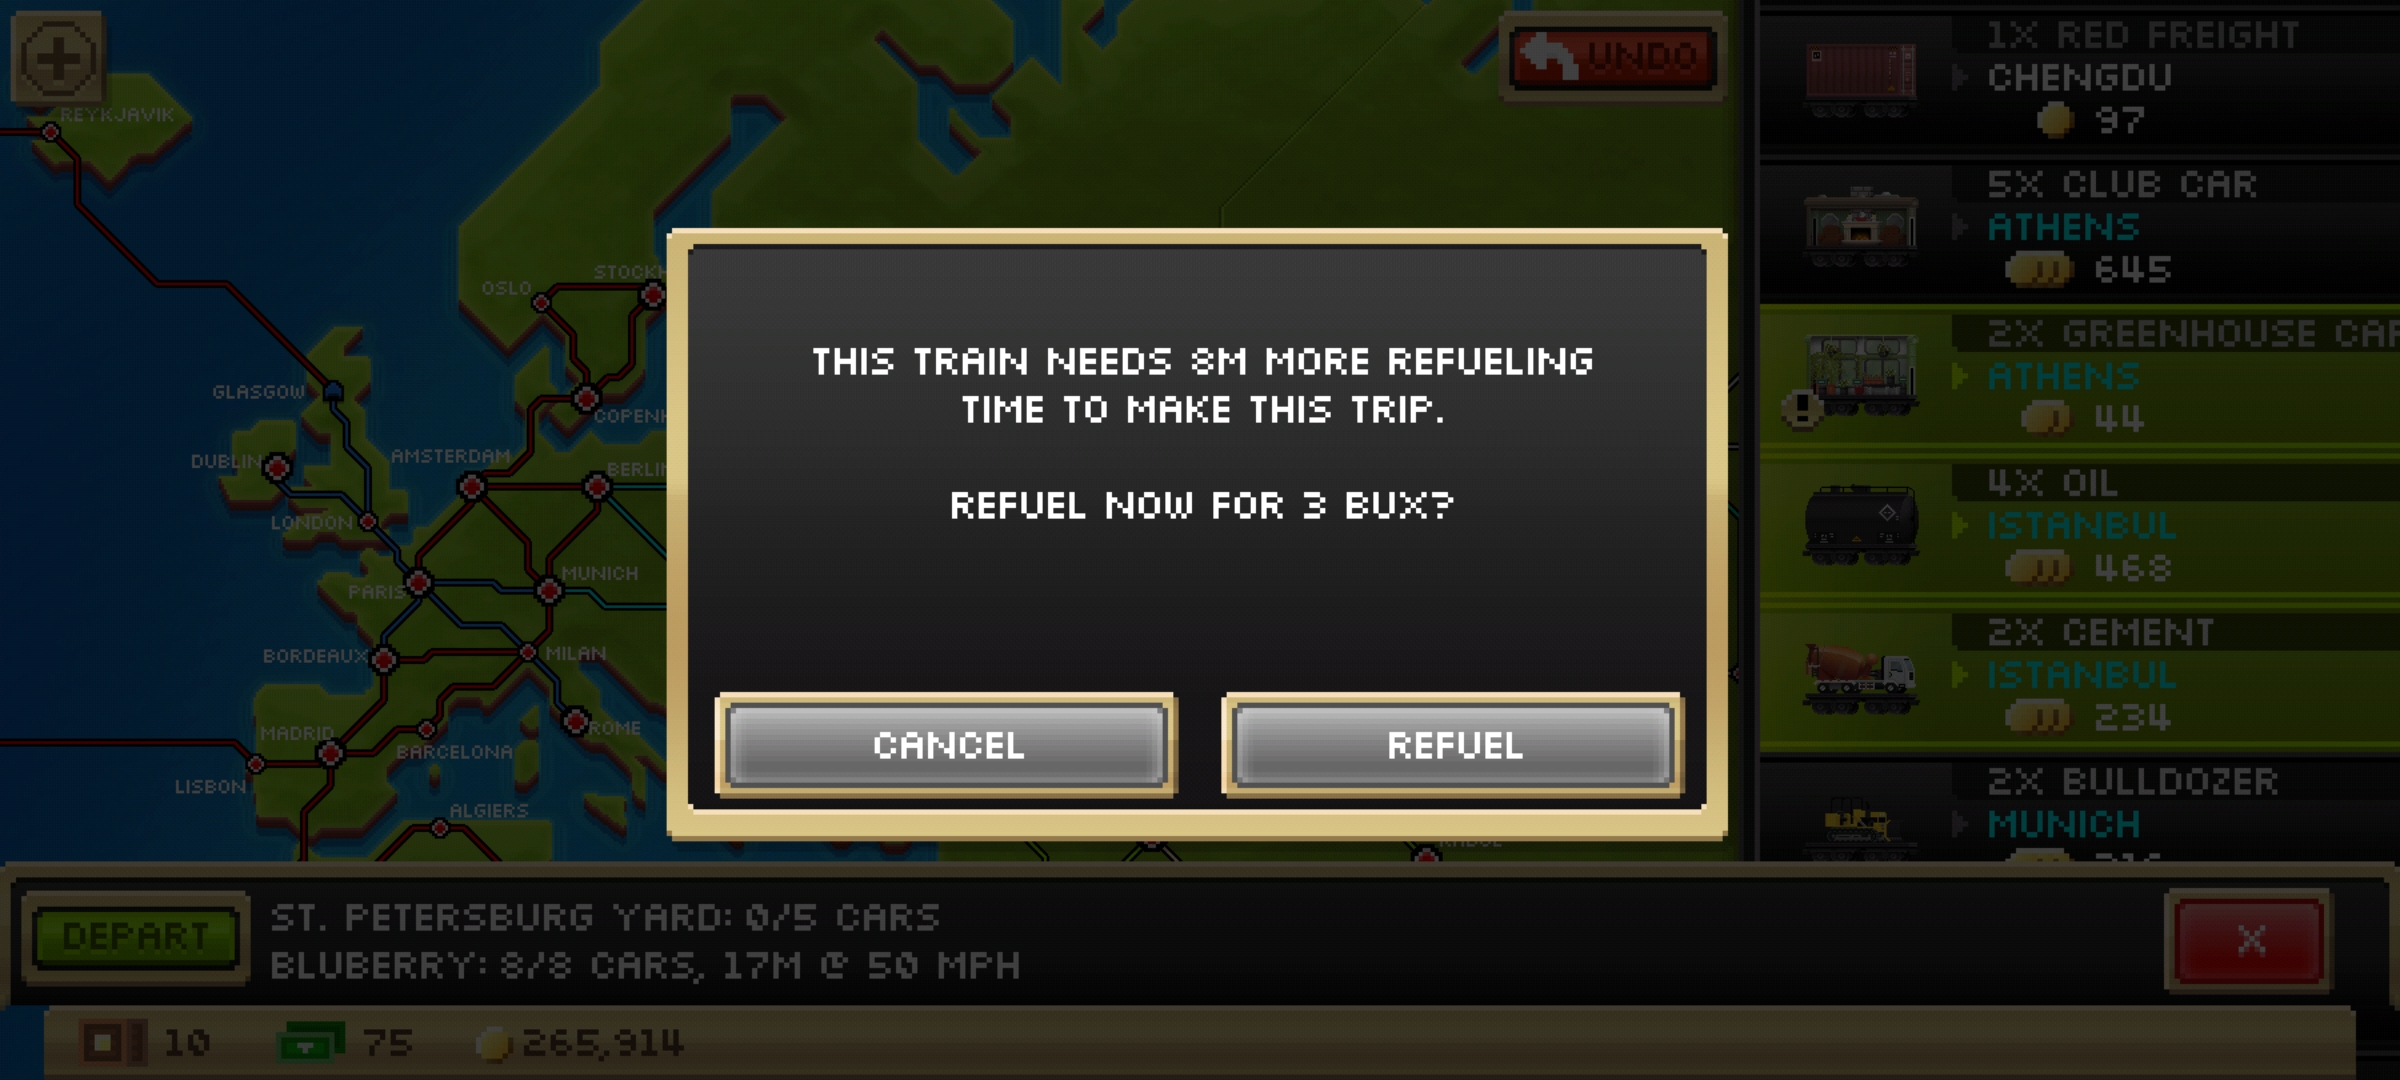 REYKJAVIK
UNDO
OSLO
GLASGOW
DUBLIN
AMSTERDAM
LONDON
MUNICH
PARIS
BORDEAUX
MILAN
MADRID
ROME
BARCELONA
LISBON
ALGIERS
THIS TRAIN NEEDS 8M MORE REFUELING
TIME TO MAKE THIS TRIP.
REFUEL NOW FOR 3 BUX?
CANCEL
REFUEL
1X RED FREIGHT
CHENGDU
97
5X CLUB CAR
ATHENS
645
2X GREENHOUSE CAR
ATHENS
44
4X OIL
ISTANBUL
468
2X CEMENT
ISTANBUL
234
2X BULLDOZER
MUNICH
DEPART
ST. PETERSBURG YARD: 0/5 CARS
BLUBERRY: 8/8 CARS, 17M @ 50 MPH
X
10
75
265,914